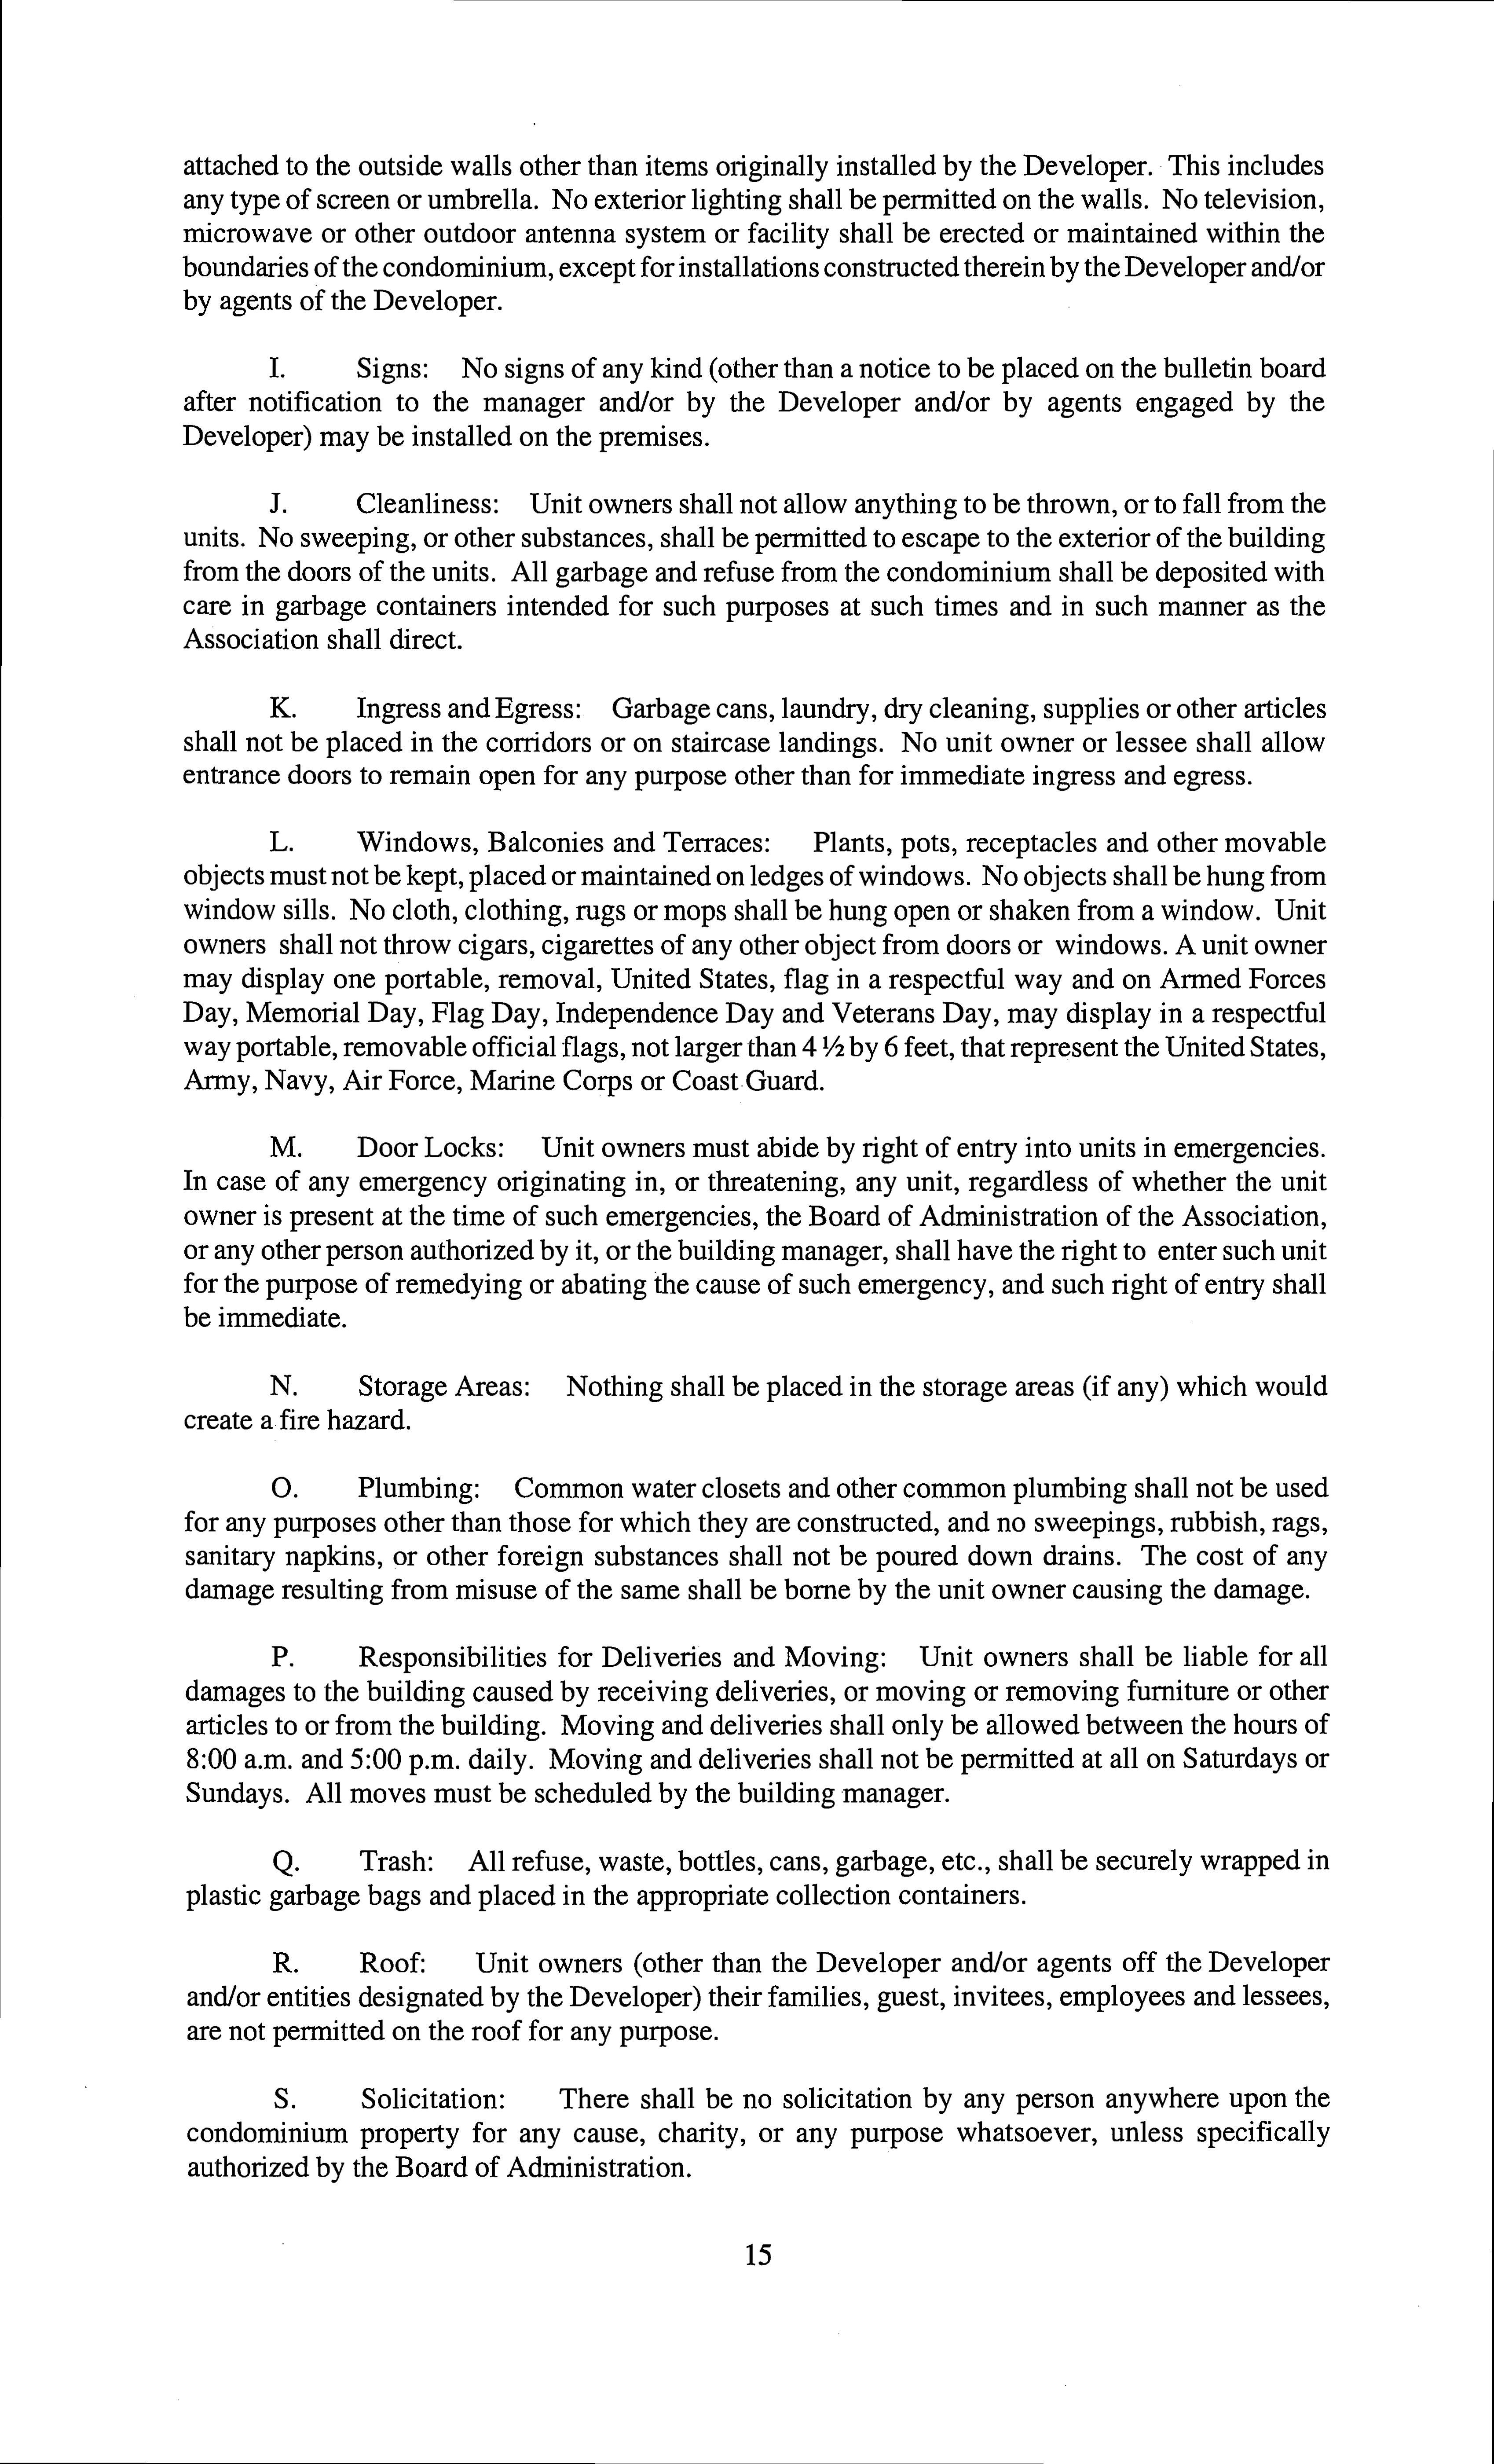 attached to the outside walls other than items originally installed by the Developer. This includes
any type of screen or umbrella. No exterior lighting shall be permitted on the walls. No television,
microwave or other outdoor antenna system or facility shall be erected or maintained within the
boundaries of the condominium, except for installations constructed therein by the Developer and/or
by agents of the Developer.
I. Signs: No signs of any kind (other than a notice to be placed on the bulletin board
after notification to the manager and/or by the Developer and/or by agents engaged by the
Developer) may be installed on the premises.
J. Cleanliness: Unit owners shall not allow anything to be thrown, or to fall from the
units. No sweeping, or other substances, shall be permitted to escape to the exterior of the building
from the doors of the units. All garbage and refuse from the condominium shall be deposited with
care in garbage containers intended for such purposes at such times and in such manner as the
Association shall direct.
K. Ingress and Egress: Garbage cans, laundry, dry cleaning, supplies or other articles
shall not be placed in the corridors or on staircase landings. No unit owner or lessee shall allow
entrance doors to remain open for any purpose other than for immediate ingress and egress.
L. Windows, Balconies and Terraces: Plants, pots, receptacles and other movable
objects must not be kept, placed or maintained on ledges of windows. No objects shall be hung from
window sills. No cloth, clothing, rugs or mops shall be hung open or shaken from a window. Unit
owners shall not throw cigars, cigarettes of any other object from doors or windows. A unit owner
may display one portable, removal, United States, flag in a respectful way and on Armed Forces
Day, Memorial Day, Flag Day, Independence Day and Veterans Day, may display in a respectful
way portable, removable official flags, not larger than 4 ½ by 6 feet, that represent the United States,
Army, Navy, Air Force, Marine Corps or Coast Guard.
M. Door Locks: Unit owners must abide by right of entry into units in emergencies.
In case of any emergency originating in, or threatening, any unit, regardless of whether the unit
owner is present at the time of such emergencies, the Board of Administration of the Association,
or any other person authorized by it, or the building manager, shall have the right to enter such unit
for the purpose of remedying or abating the cause of such emergency, and such right of entry shall
be immediate.
N. Storage Areas: Nothing shall be placed in the storage areas (if any) which would
create a fire hazard.
O. Plumbing: Common water closets and other common plumbing shall not be used
for any purposes other than those for which they are constructed, and no sweepings, rubbish, rags,
sanitary napkins, or other foreign substances shall not be poured down drains. The cost of any
damage resulting from misuse of the same shall be borne by the unit owner causing the damage.
P. Responsibilities for Deliveries and Moving: Unit owners shall be liable for all
damages to the building caused by receiving deliveries, or moving or removing furniture or other
articles to or from the building. Moving and deliveries shall only be allowed between the hours of
8:00 a.m. and 5:00 p.m. daily. Moving and deliveries shall not be permitted at all on Saturdays or
Sundays. All moves must be scheduled by the building manager.
Q. Trash: All refuse, waste, bottles, cans, garbage, etc., shall be securely wrapped in
plastic garbage bags and placed in the appropriate collection containers.
R. Roof: Unit owners (other than the Developer and/or agents off the Developer
and/or entities designated by the Developer) their families, guest, invitees, employees and lessees,
are not permitted on the roof for any purpose.
S. Solicitation: There shall be no solicitation by any person anywhere upon the
condominium property for any cause, charity, or any purpose whatsoever, unless specifically
authorized by the Board of Administration.
15